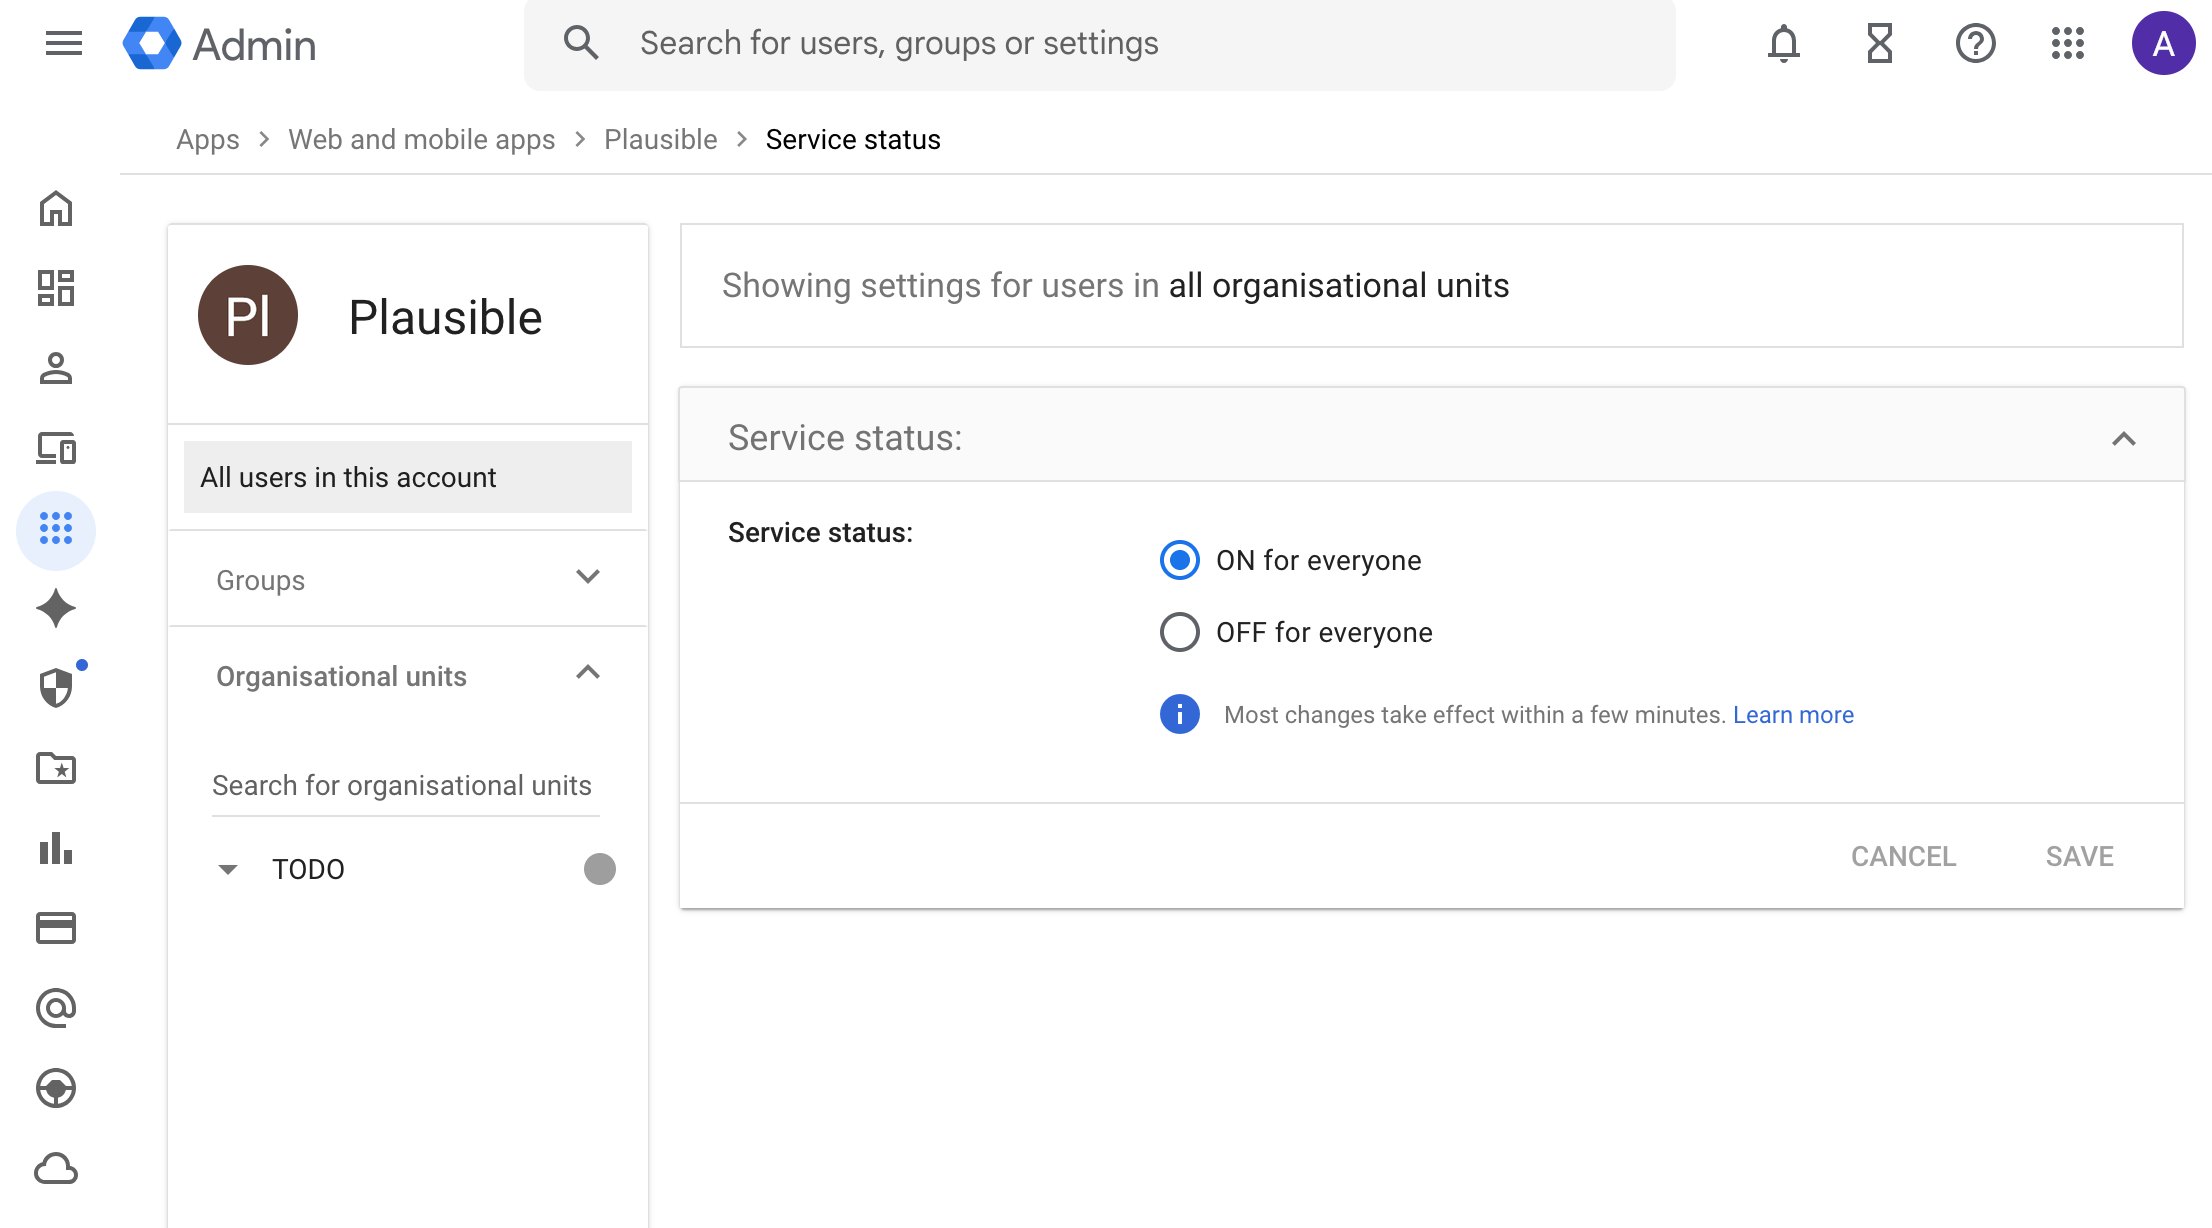 Admin
Search for users, groups or settings
A
Apps > Web and mobile apps > Plausible > Service status
Pl
Plausible
All users in this account
Groups
Organisational units
Search for organisational units
TODO
Showing settings for users in all organisational units
Service status:
Service status:
ON for everyone
OFF for everyone
Most changes take effect within a few minutes. Learn more
CANCEL SAVE